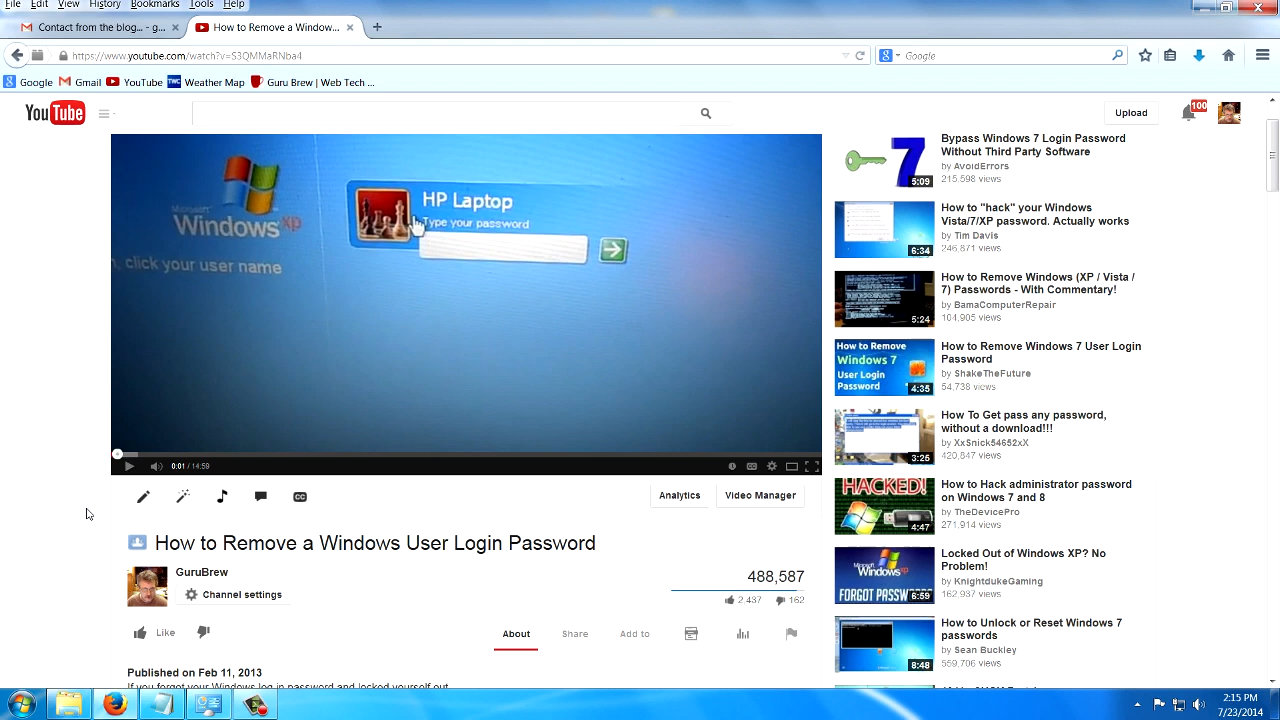 File Edit View History Bookmarks Tools Help
Contact from the blog... - g... ×
How to Remove a Window... ×
https://www.youtube.com/watch?v=S3QMMaRNba4
Google
Google Gmail YouTube TWC Weather Map Guru Brew | Web Tech ...
YouTube
Upload
100
Microsoft
Windows xp
, click your user name
HP Laptop
Type your password
0:01 / 14:59
CC
Analytics
Video Manager
How to Remove a Windows User Login Password
GuruBrew
Channel settings
488,587
2,437 162
Like
About
Share
Add to
Published on Feb 11, 2013
7
5:09
Bypass Windows 7 Login Password
Without Third Party Software
by AvoidErrors
215,598 views
6:34
How to "hack" your Windows
Vista/7/XP password. Actually works
by Tim Davis
246,871 views
5:24
How to Remove Windows (XP / Vista /
7) Passwords - With Commentary!
by BamaComputerRepair
104,905 views
How to Remove
Windows 7
User Login
Password
4:35
How to Remove Windows 7 User Login
Password
by ShakeTheFuture
54,738 views
3:25
How To Get pass any password,
without a download!!!
by XxSnick54652xX
420,847 views
HACKED!
4:47
How to Hack administrator password
on Windows 7 and 8
by TheDevicePro
271,914 views
Microsoft
Windows xp
FORGOT PASSW
6:59
Locked Out of Windows XP? No
Problem!
by KnightdukeGaming
162,937 views
8:48
How to Unlock or Reset Windows 7
passwords
by Sean Buckley
559,706 views
2:15 PM
7/23/2014